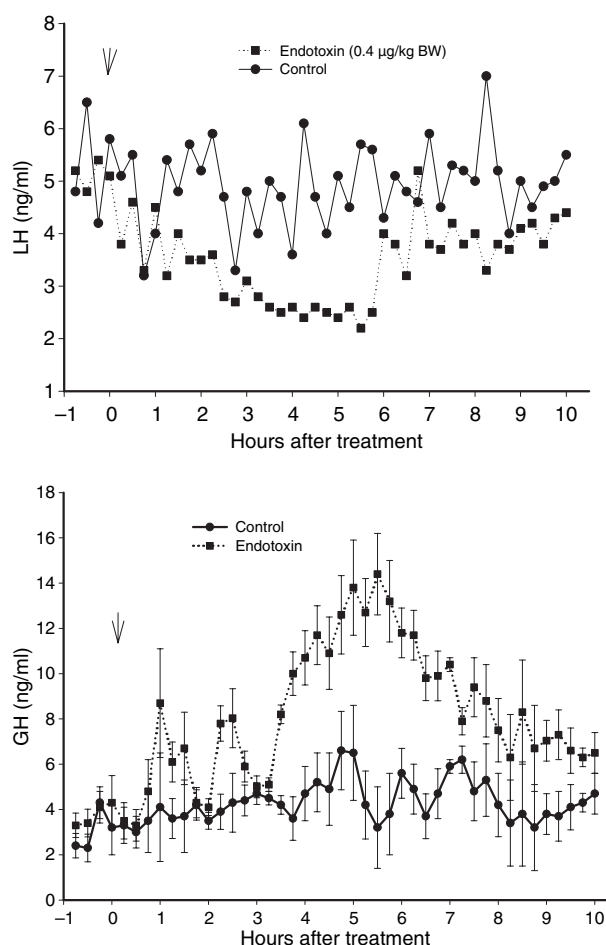 8
7
6
5
4
3
2
1
LH (ng/ml)
Endotoxin (0.4 µg/kg BW)
Control
–1 0 1 2 3 4 5 6 7 8 9 10
Hours after treatment
18
16
14
12
10
8
6
4
2
0
GH (ng/ml)
Control
Endotoxin
–1 0 1 2 3 4 5 6 7 8 9 10
Hours after treatment